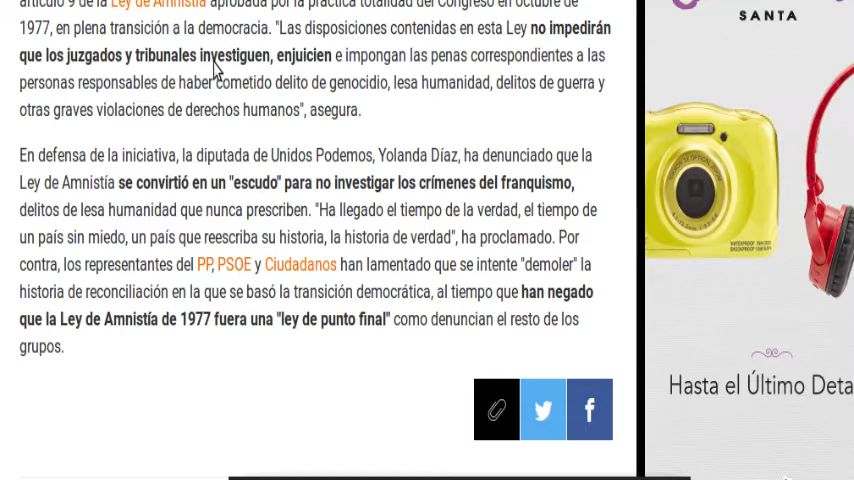 artículo 9 de la Ley de Amnistía aprobada por la práctica totalidad del Congreso en octubre de
1977, en plena transición a la democracia. "Las disposiciones contenidas en esta Ley no impedirán
que los juzgados y tribunales investiguen, enjuicien e impongan las penas correspondientes a las
personas responsables de haber cometido delito de genocidio, lesa humanidad, delitos de guerra y
otras graves violaciones de derechos humanos", asegura.
En defensa de la iniciativa, la diputada de Unidos Podemos, Yolanda Díaz, ha denunciado que la
Ley de Amnistía se convirtió en un "escudo" para no investigar los crímenes del franquismo,
delitos de lesa humanidad que nunca prescriben. "Ha llegado el tiempo de la verdad, el tiempo de
un país sin miedo, un país que reescriba su historia, la historia de verdad", ha proclamado. Por
contra, los representantes del PP, PSOE y Ciudadanos han lamentado que se intente "demoler" la
historia de reconciliación en la que se basó la transición democrática, al tiempo que han negado
que la Ley de Amnistía de 1977 fuera una "ley de punto final" como denuncian el resto de los
grupos.
SANTA
Hasta el Último Deta